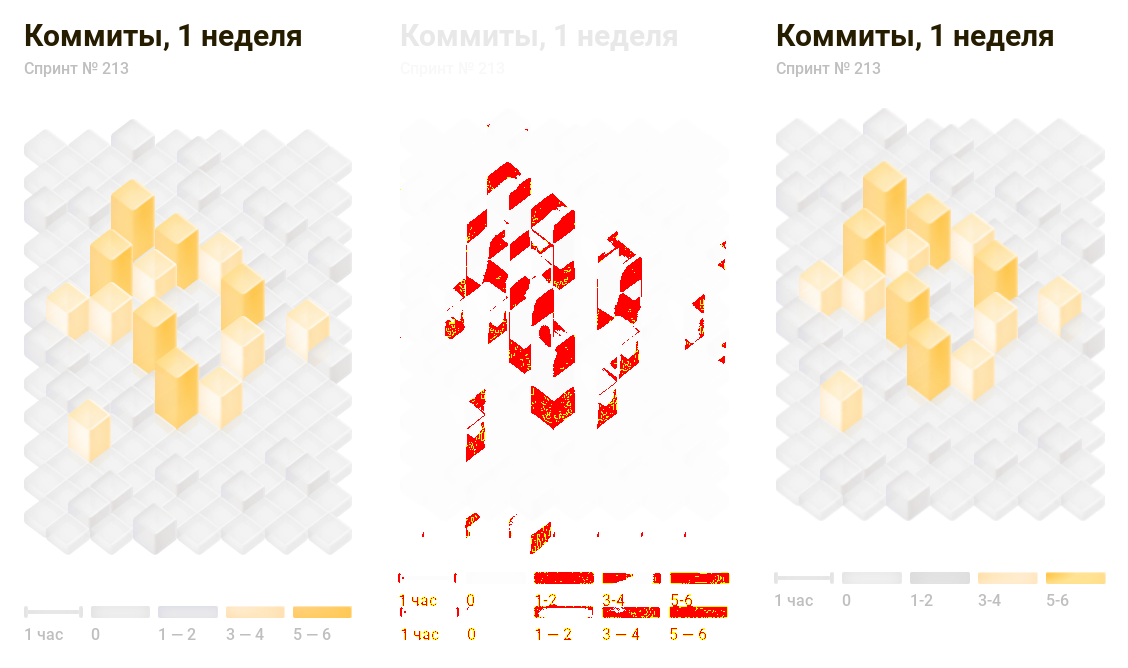 Коммиты, 1 неделя
Спринт № 213
1 час 0 1 — 2 3 — 4 5 — 6
Коммиты, 1 неделя
Спринт № 213
1 час 0 1-2 3-4 5-6
1 час 0 1 — 2 3 — 4 5 — 6
Коммиты, 1 неделя
Спринт № 213
1 час 0 1-2 3-4 5-6